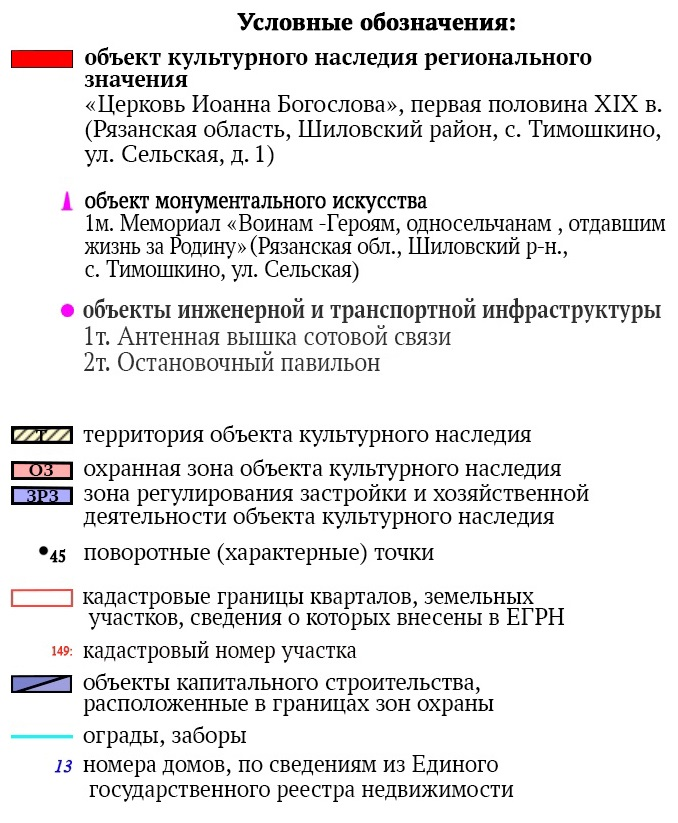 Условные обозначения:
объект культурного наследия регионального
значения
«Церковь Иоанна Богослова», первая половина XIX в.
(Рязанская область, Шиловский район, с. Тимошкино,
ул. Сельская, д. 1)
объект монументального искусства
1м. Мемориал «Воинам -Героям, односельчанам , отдавшим
жизнь за Родину» (Рязанская обл., Шиловский р-н.,
с. Тимошкино, ул. Сельская)
объекты инженерной и транспортной инфраструктуры
1т. Антенная вышка сотовой связи
2т. Остановочный павильон
Т территория объекта культурного наследия
ОЗ охранная зона объекта культурного наследия
ЗРЗ зона регулирования застройки и хозяйственной
деятельности объекта культурного наследия
•45 поворотные (характерные) точки
кадастровые границы кварталов, земельных
участков, сведения о которых внесены в ЕГРН
149: кадастровый номер участка
объекты капитального строительства,
расположенные в границах зон охраны
ограды, заборы
13 номера домов, по сведениям из Единого
государственного реестра недвижимости